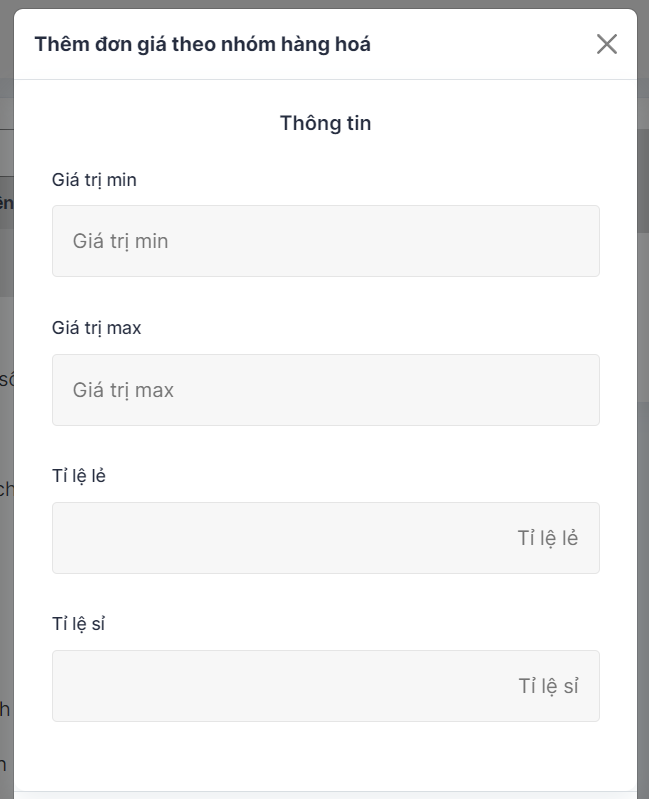 Thêm đơn giá theo nhóm hàng hoá
Thông tin
Giá trị min
Giá trị min
Giá trị max
Giá trị max
Tỉ lệ lẻ
Tỉ lệ lẻ
Tỉ lệ sỉ
Tỉ lệ sỉ